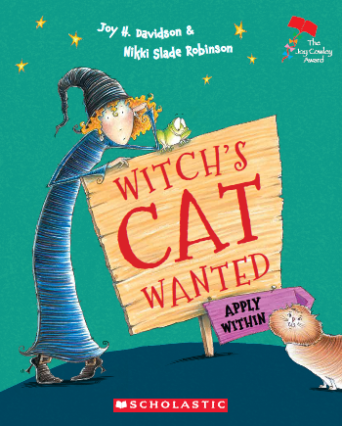 Joy H. Davidson &
Nikki Slade Robinson
The
Joy Cowley
Award
WITCH'S
CAT
WANTED
APPLY
WITHIN
SCHOLASTIC